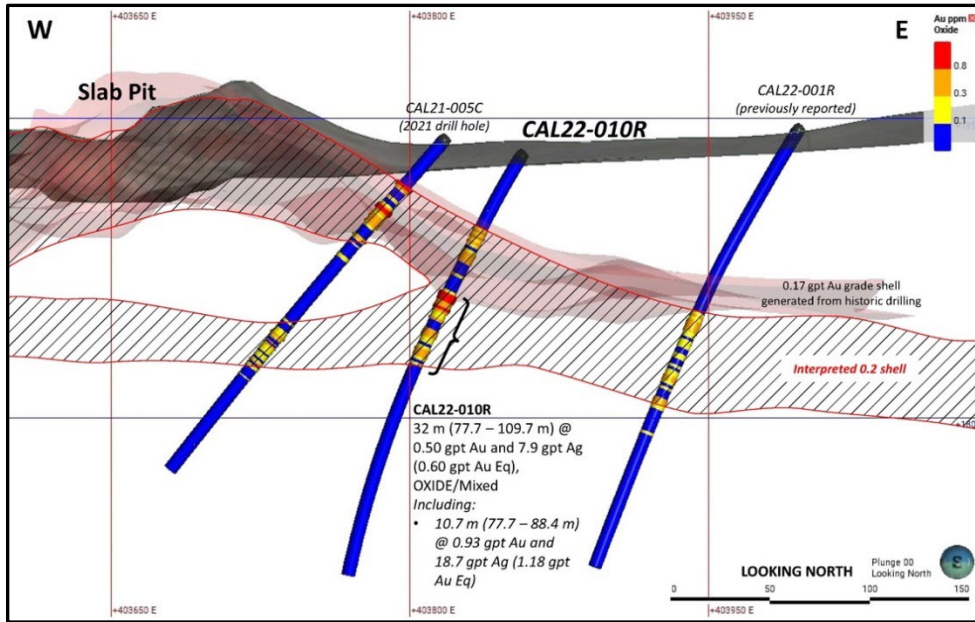 +403650 E
+403800 E
+403950 E
W
E
Au ppm
Oxide
0.8
0.3
0.1
Slab Pit
CAL21-005C
(2021 drill hole)
CAL22-010R
CAL22-001R
(previously reported)
0.17 gpt Au grade shell
generated from historic drilling
Interpreted 0.2 shell
CAL22-010R
32 m (77.7 – 109.7 m) @
0.50 gpt Au and 7.9 Ag
(0.60 gpt Au Eq),
OXIDE/Mixed
Including:
• 10.7 m (77.7 – 88.4 m)
@ 0.93 gpt Au and
18.7 gpt Ag (1.18 gpt
Au Eq)
LOOKING NORTH
Plunge 00
Looking North
0
50
100
150
+403650 E
+403800 E
+403950 E